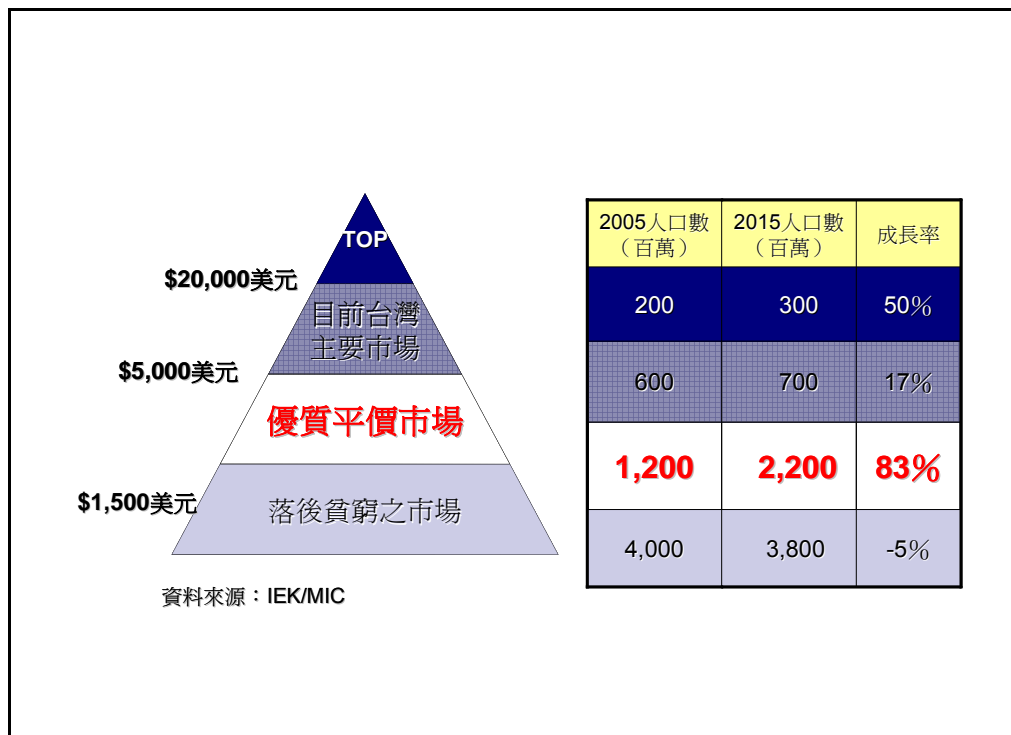 TOP
$20,000美元
目前台灣
主要市場
$5,000美元
優質平價市場
$1,500美元
落後貧窮之市場
資料來源：IEK/MIC
2005人口數
（百萬）
2015人口數
（百萬）
成長率
200 300 50％
600 700 17％
1,200 2,200 83％
4,000 3,800 -5％